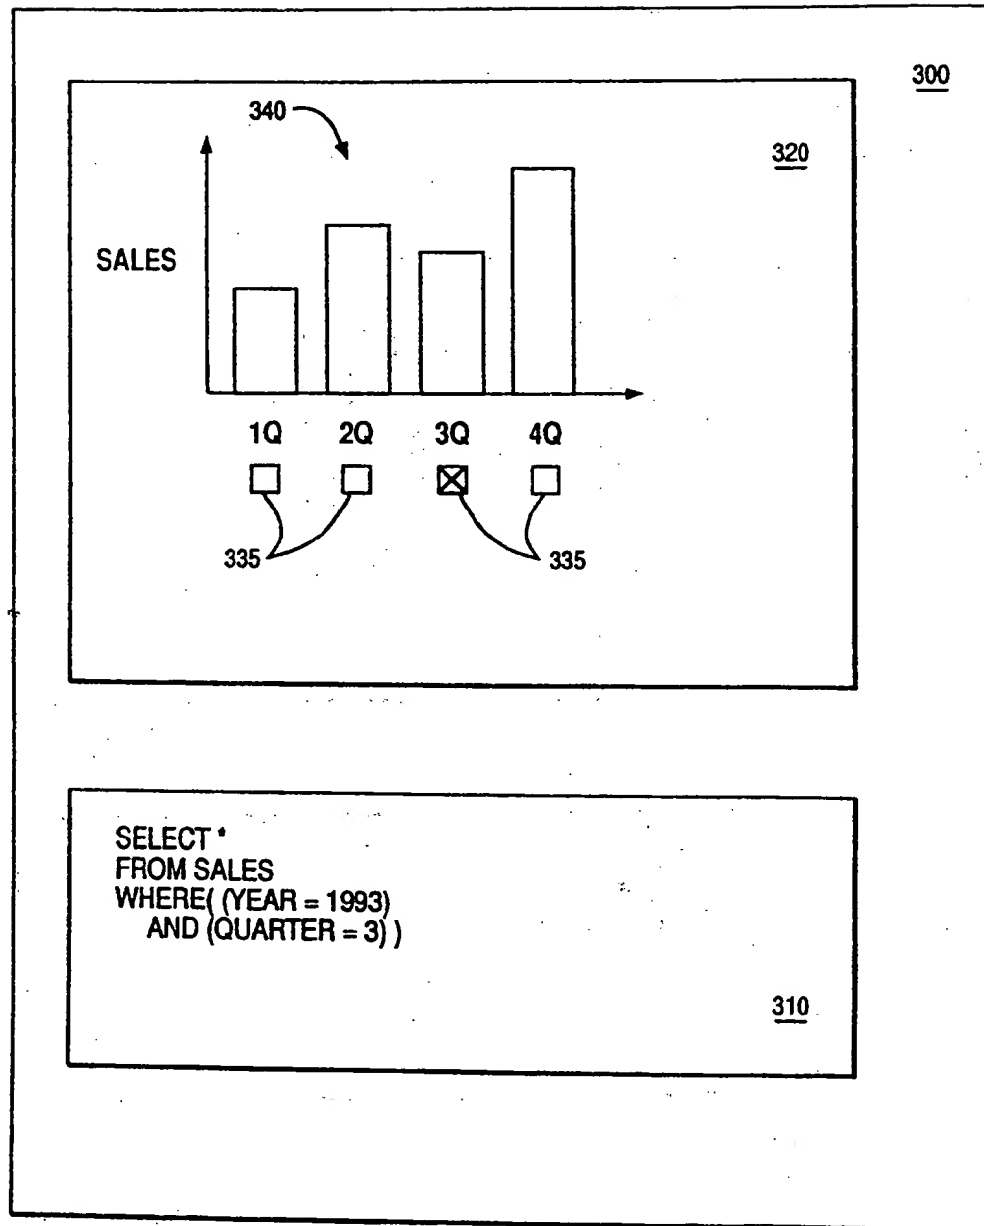 300
340
320
SALES
1Q 2Q 3Q 4Q
335 335
SELECT *
FROM SALES
WHERE( (YEAR = 1993)
AND (QUARTER = 3) )
310